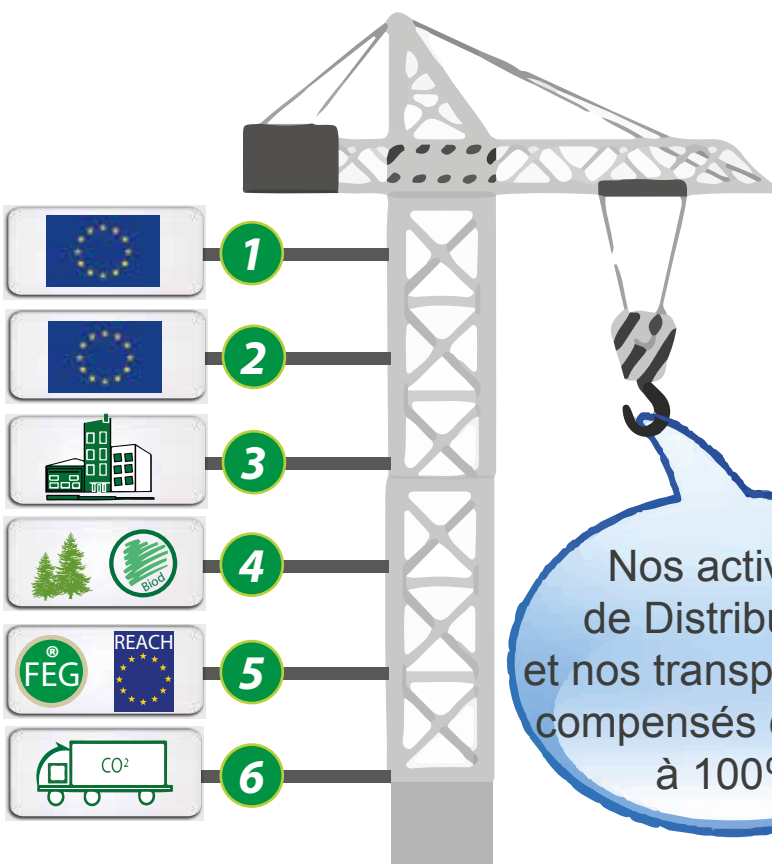 1
2
3
4
Biod
5
®
FEG
REACH
6
CO²
Nos activ
de Distribu
et nos transp
compensés
à 100%